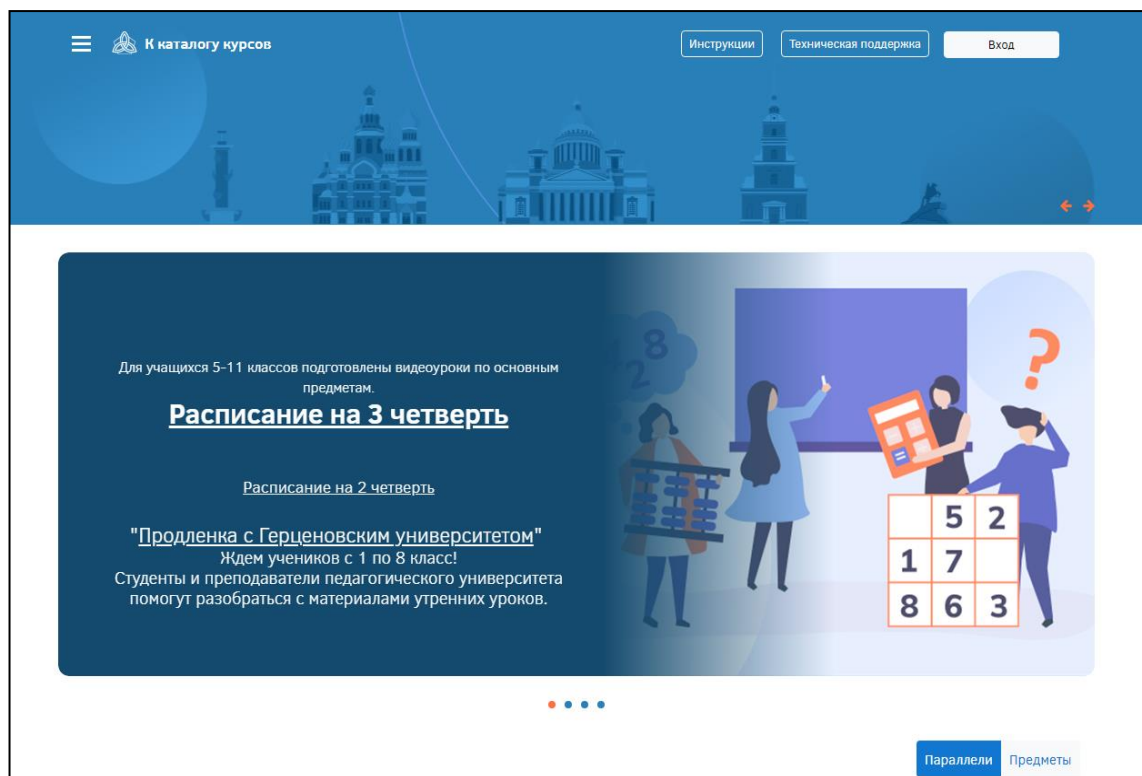 К каталогу курсов
Инструкции
Техническая поддержка
Вход
Для учащихся 5-11 классов подготовлены видеоуроки по основным
предметам.
Расписание на 3 четверть
Расписание на 2 четверть
"Продленка с Герценовским университетом"
Ждем учеников с 1 по 8 класс!
Студенты и преподаватели педагогического университета
помогут разобраться с материалами утренних уроков.
8
2
?
5 2
1 7
8 6 3
Параллели
Предметы